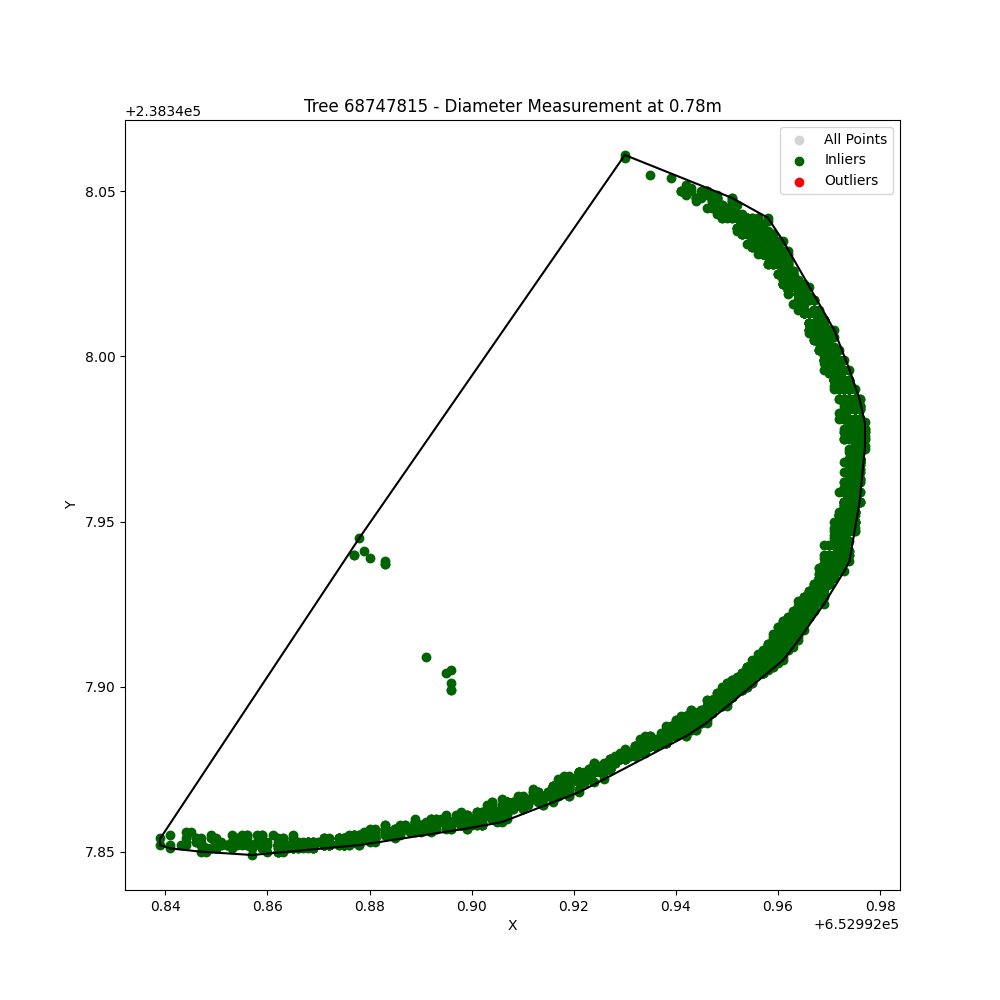 Tree 68747815 - Diameter Measurement at 0.78m
+2.3834e5
All Points
Inliers
Outliers
8.05
8.00
7.95
7.90
7.85
Y
0.84 0.86 0.88 0.90 0.92 0.94 0.96 0.98
X
+6.52992e5